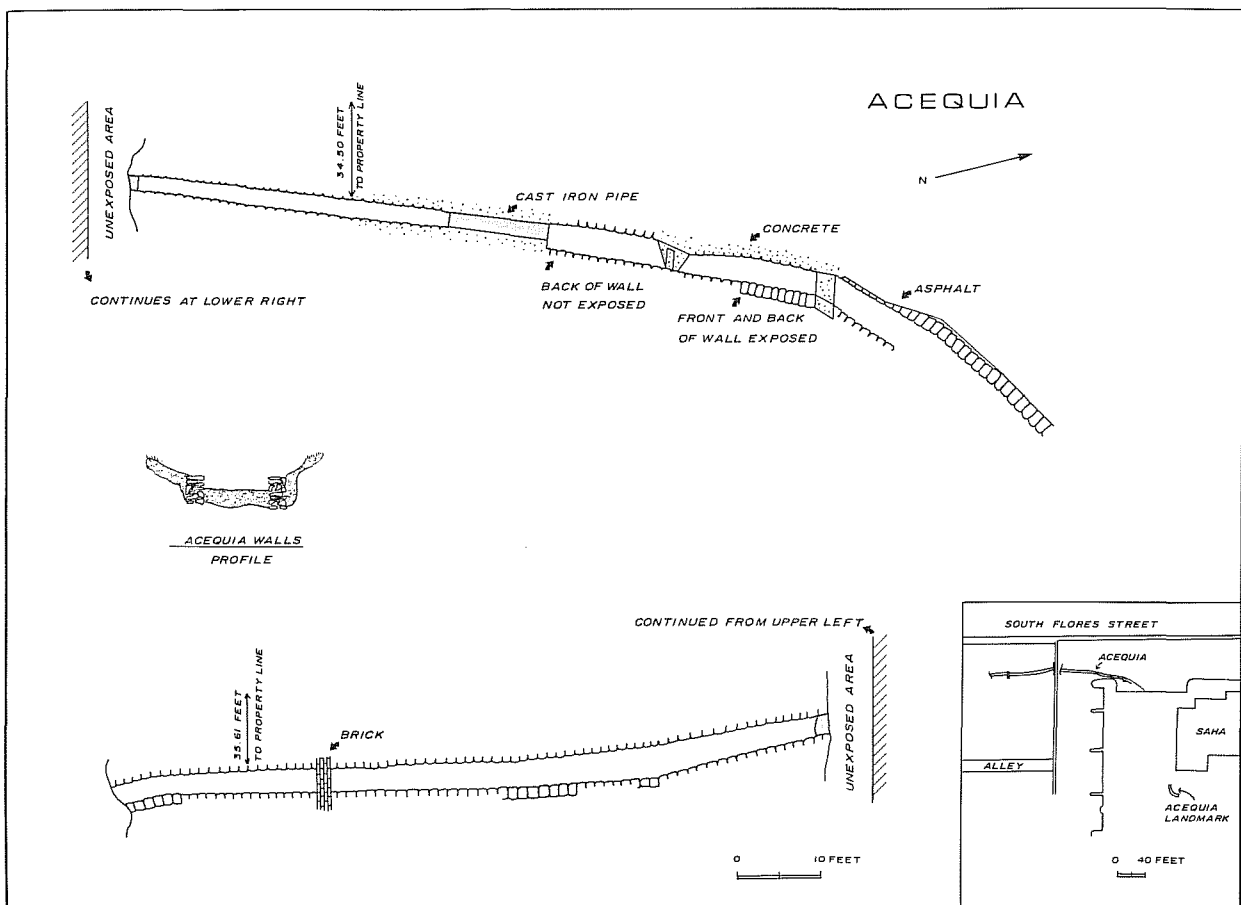 ACEQUIA
N
UNEXPOSED AREA
34.50 FEET
TO PROPERTY LINE
CAST IRON PIPE
CONCRETE
ASPHALT
CONTINUES AT LOWER RIGHT
BACK OF WALL
NOT EXPOSED
FRONT AND BACK
OF WALL EXPOSED
ACEQUIA WALLS
PROFILE
CONTINUED FROM UPPER LEFT
UNEXPOSED AREA
35.61 FEET
TO PROPERTY LINE
BRICK
0 10 FEET
SOUTH FLORES STREET
ACEQUIA
SAHA
ALLEY
ACEQUIA
LANDMARK
0 40 FEET